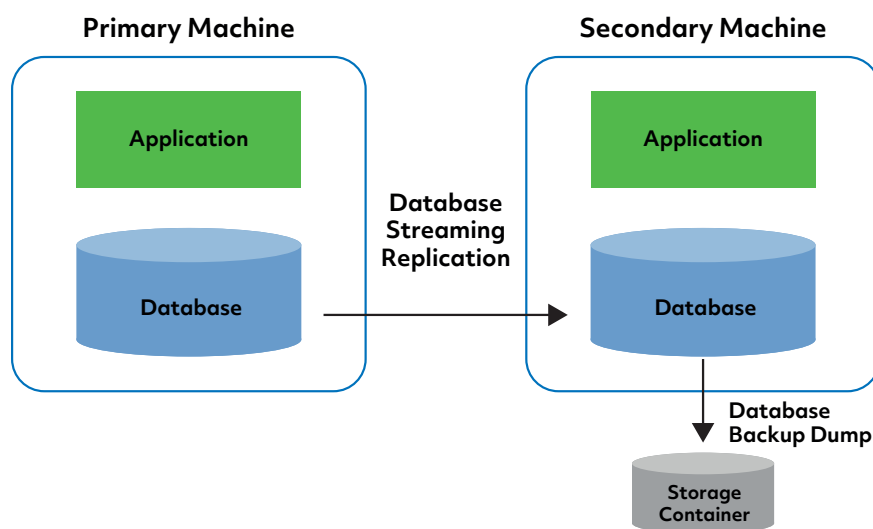 Primary Machine
Secondary Machine
Application
Application
Database
Streaming
Replication
Database
Database
Database
Backup Dump
Storage
Container